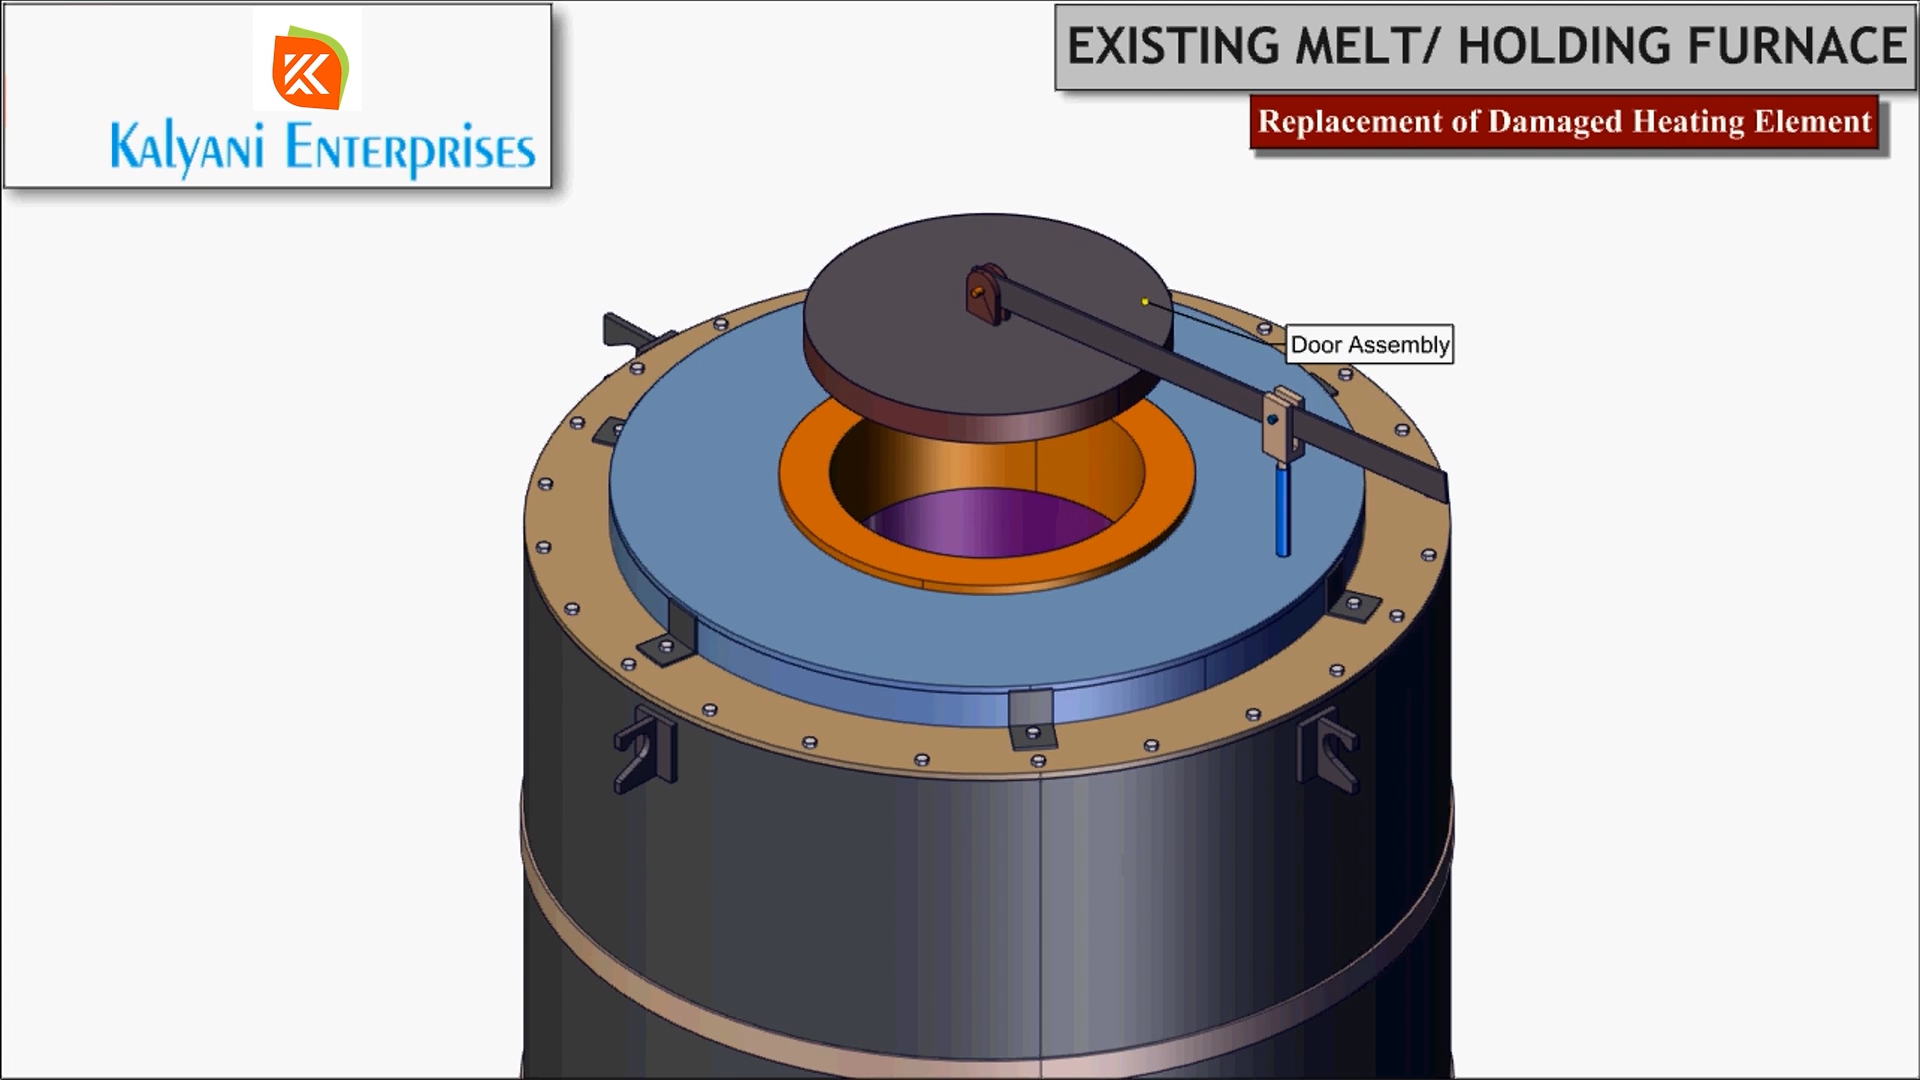 Kalyani Enterprises
EXISTING MELT/ HOLDING FURNACE
Replacement of Damaged Heating Element
Door Assembly